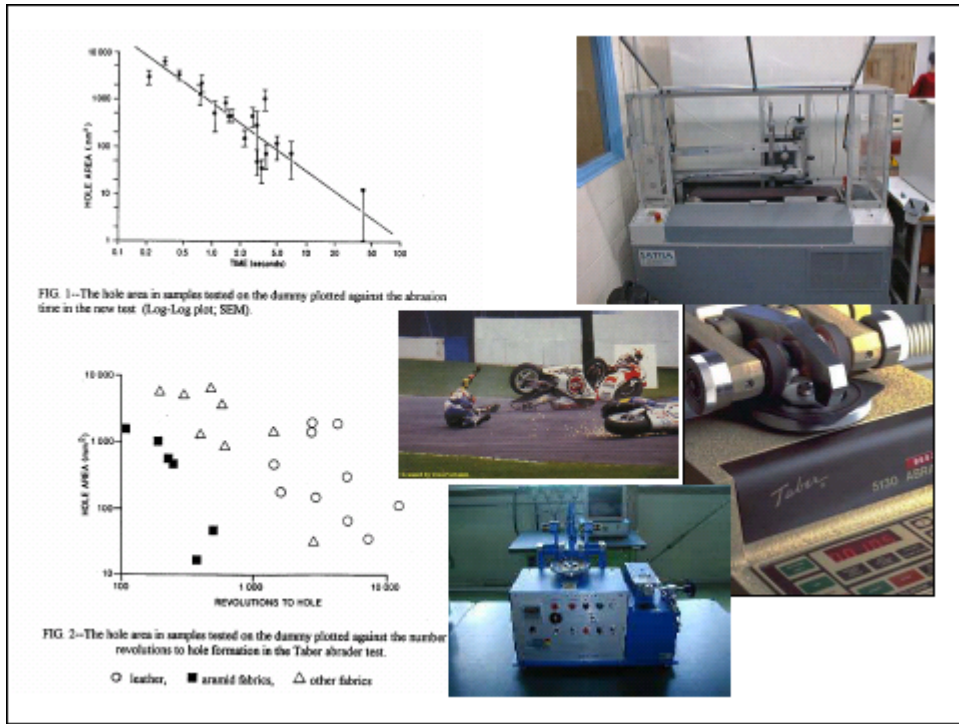 10 000
1000
100
10
1
HOLE AREA (mm²)
0.1 0.2 0.5 1.0 2.0 5.0 10 20 50 100
TIME (seconds)
FIG. 1--The hole area in samples tested on the dummy plotted against the abrasion
time in the new test (Log-Log plot; SEM).
10 000
1 000
100
10
HOLE AREA (mm²)
100 1 000 10 000
REVOLUTIONS TO HOLE
FIG. 2--The hole area in samples tested on the dummy plotted against the number
revolutions to hole formation in the Taber abrader test.
leather, aramid fabrics, other fabrics
SATRA
Taber
5130 ABRA